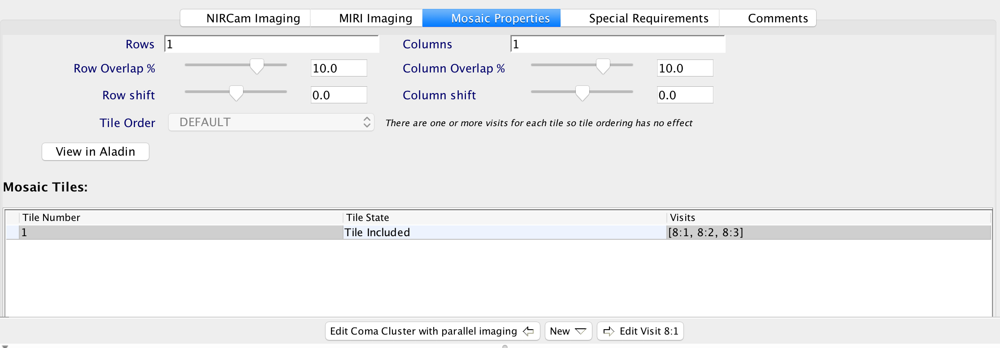 NIRCam Imaging MIRI Imaging Mosaic Properties Special Requirements Comments
Rows 1 Columns 1
Row Overlap % 10.0 Column Overlap % 10.0
Row shift 0.0 Column shift 0.0
Tile Order DEFAULT There are one or more visits for each tile so tile ordering has no effect
View in Aladin
Mosaic Tiles:
Tile Number Tile State Visits
1 Tile Included [8:1, 8:2, 8:3]
Edit Coma Cluster with parallel imaging New Edit Visit 8:1